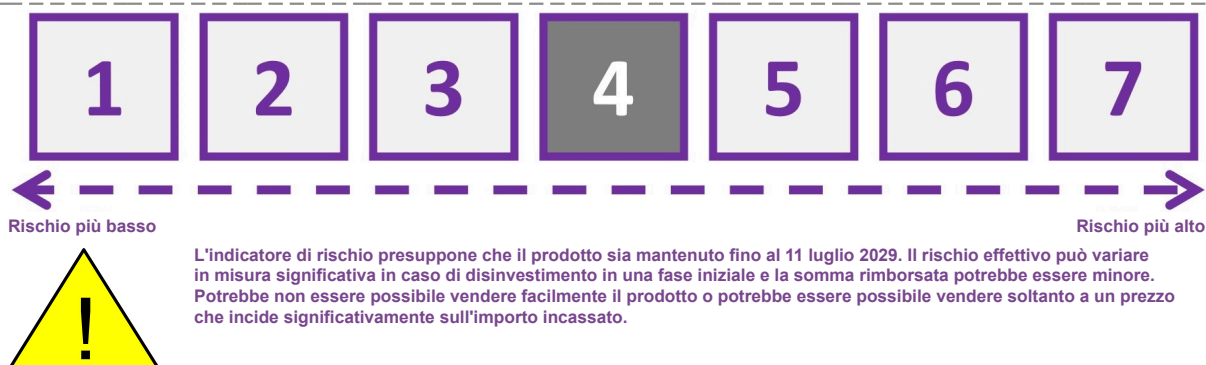 1 2 3 4 5 6 7
Rischio più basso Rischio più alto
L'indicatore di rischio presuppone che il prodotto sia mantenuto fino al 11 luglio 2029. Il rischio effettivo può variare
in misura significativa in caso di disinvestimento in una fase iniziale e la somma rimborsata potrebbe essere minore.
Potrebbe non essere possibile vendere facilmente il prodotto o potrebbe essere possibile vendere soltanto a un prezzo
che incide significativamente sull'importo incassato.
!